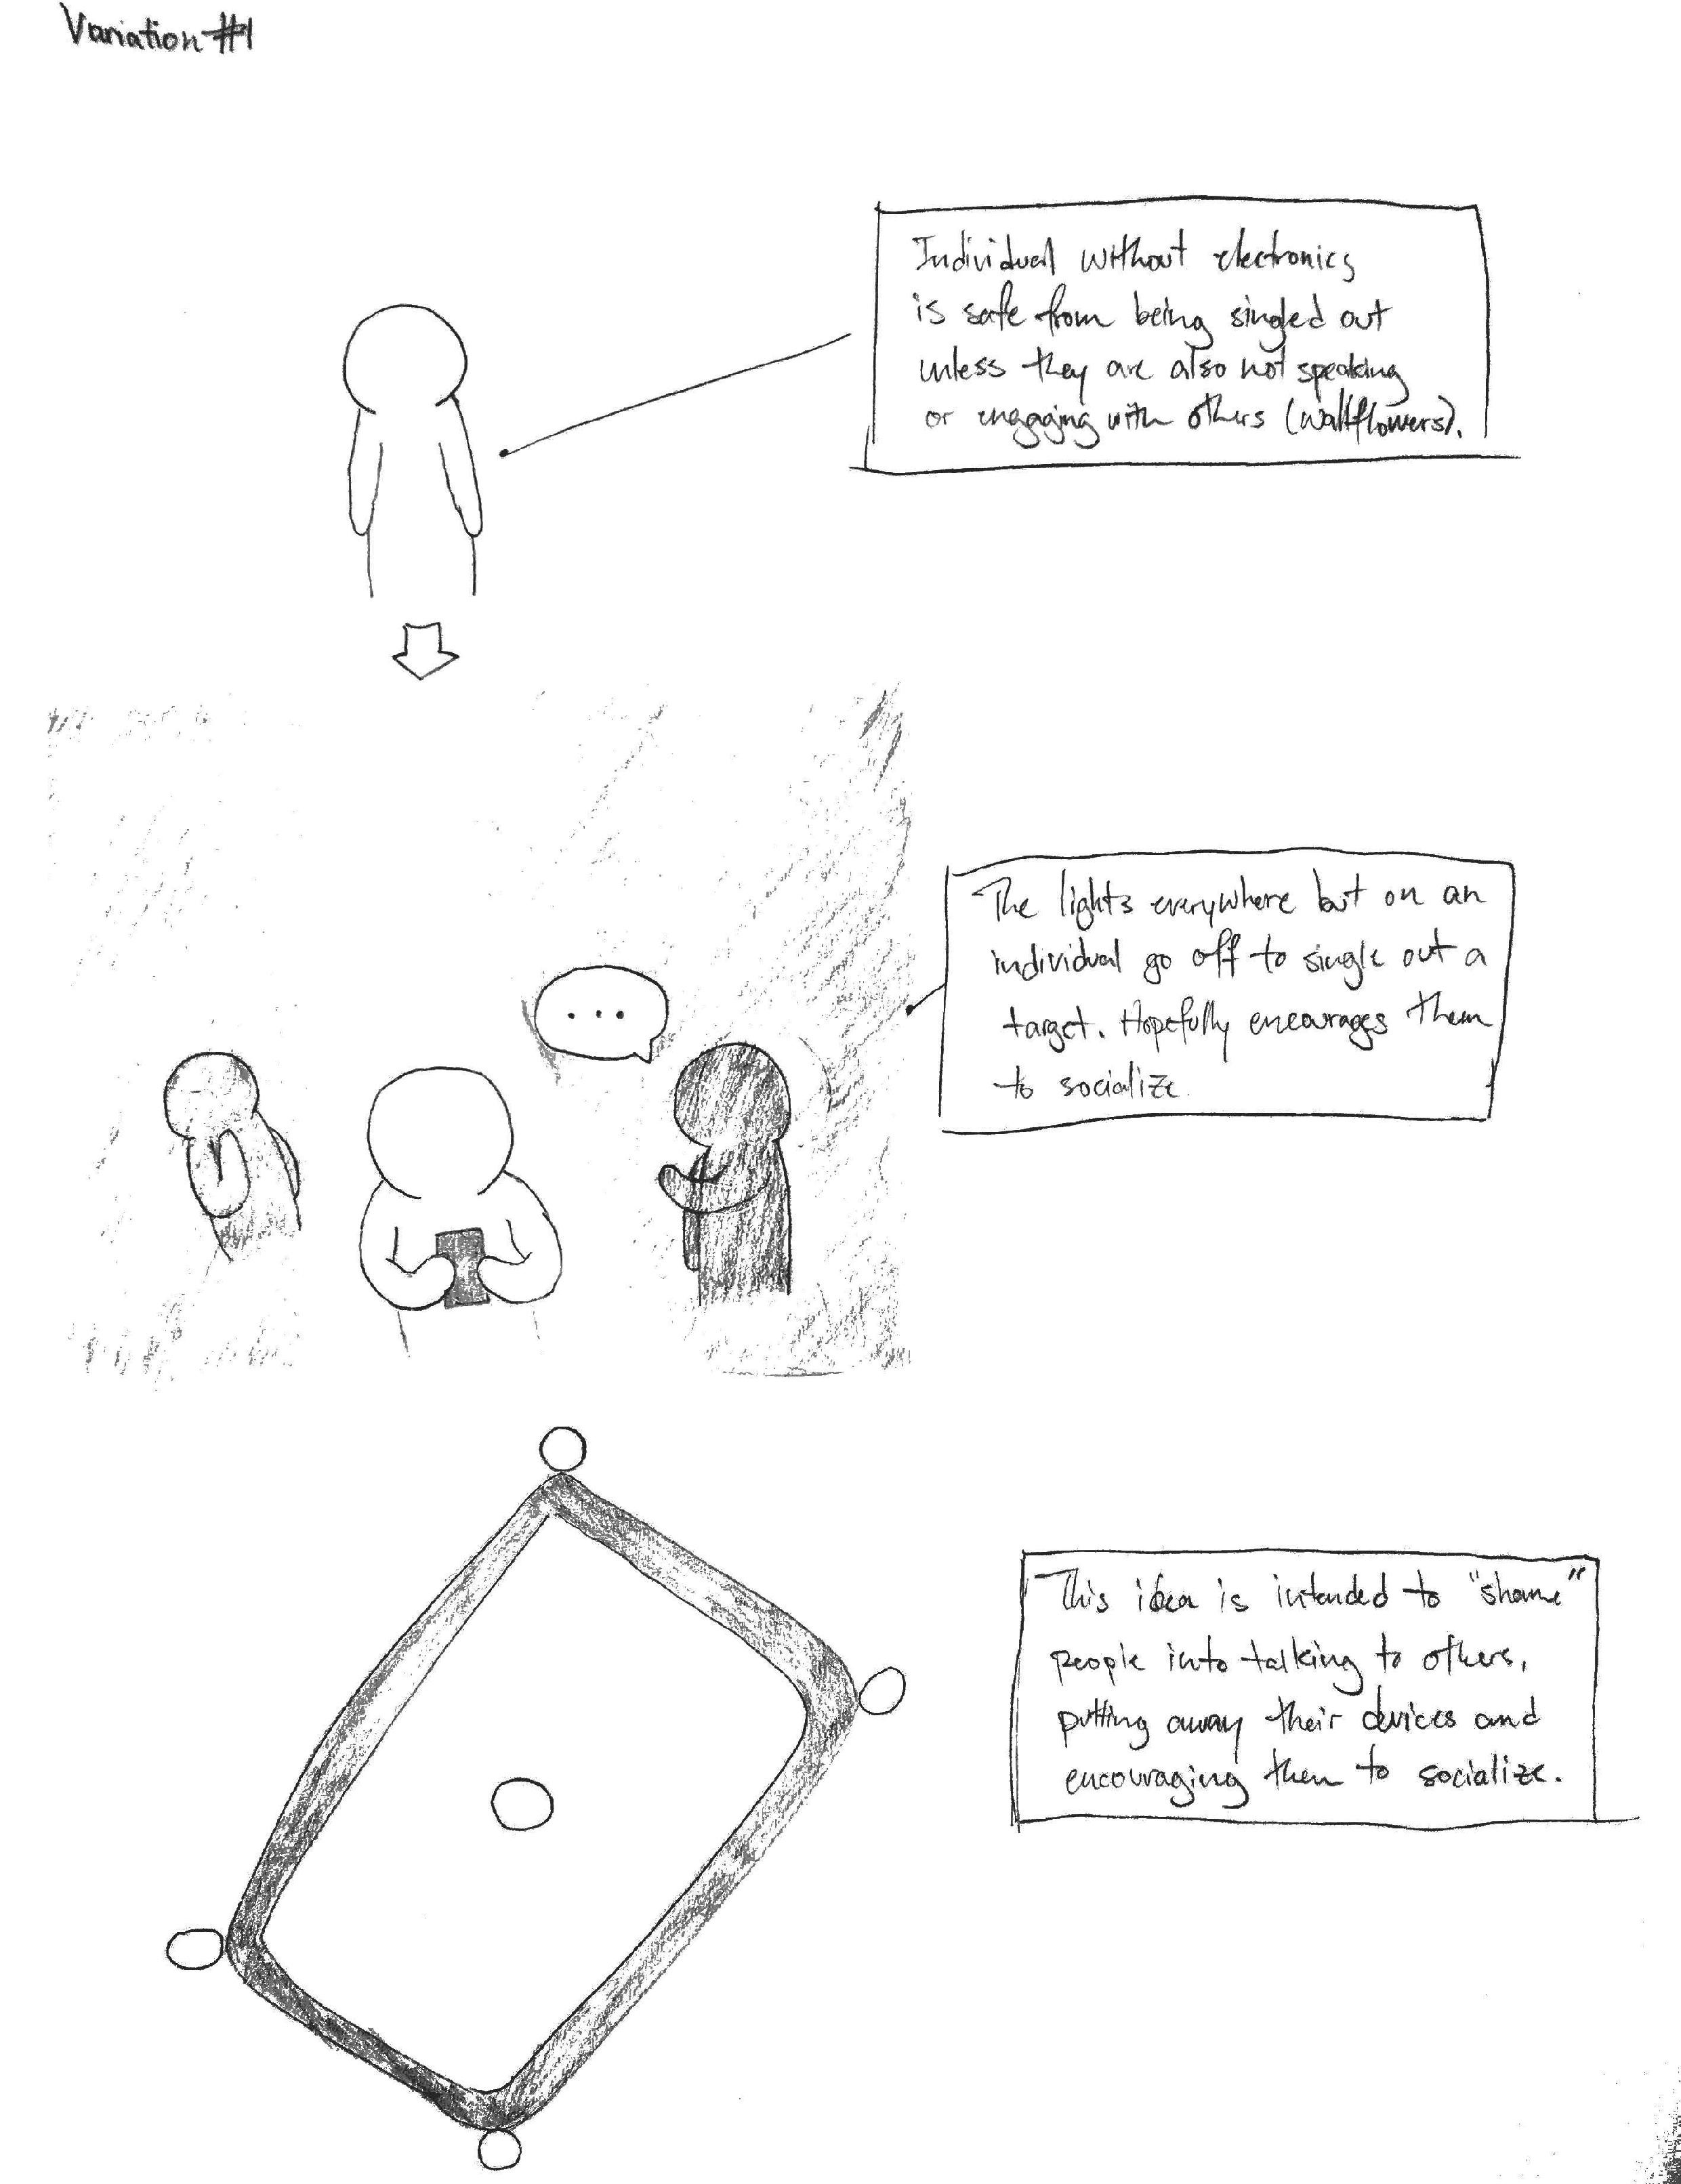 Variation #1
Individual without electronics
is safe from being singled out
unless they are also not speaking
or engaging with others (wallflowers).
The lights everywhere but on an
individual go off to single out a
target. Hopefully encourages them
to socialize.
...
This idea is intended to "shame"
people into talking to others,
putting away their devices and
encouraging them to socialize.